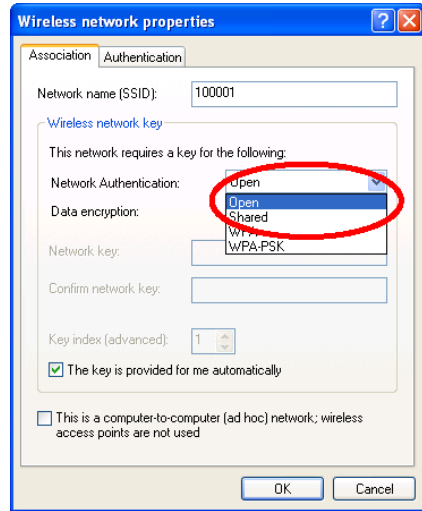 Wireless network properties
Association Authentication
Network name (SSID): 100001
Wireless network key
This network requires a key for the following:
Network Authentication: Open
Open
Shared
WPA
WPA-PSK
Data encryption:
Network key:
Confirm network key:
Key index (advanced): 1
The key is provided for me automatically
This is a computer-to-computer (ad hoc) network; wireless
access points are not used
OK Cancel